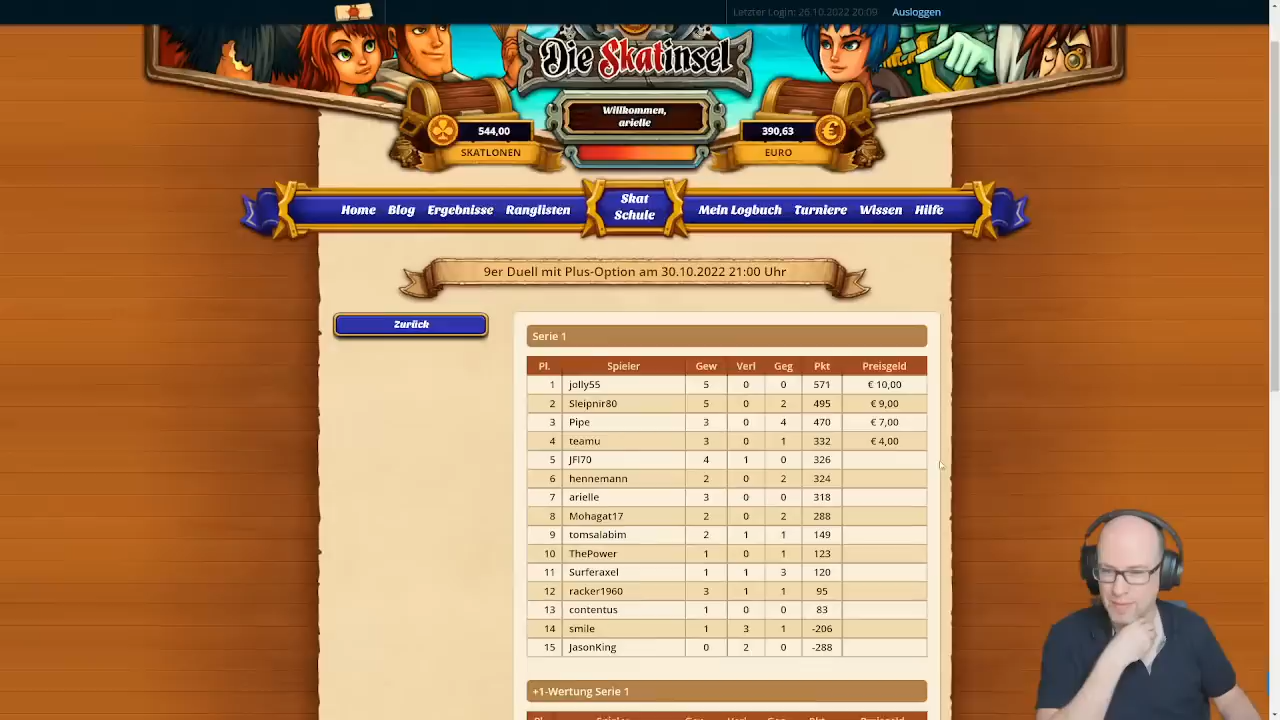 Letzter Login: 26.10.2022 20:09 Ausloggen
Die Skatinsel
Willkommen,
arielle
544,00
SKATLONEN
390,63
EURO
Home Blog Ergebnisse Ranglisten Skat Schule Mein Logbuch Turniere Wissen Hilfe
9er Duell mit Plus-Option am 30.10.2022 21:00 Uhr
Zurück
Serie 1
Pl. Spieler Gew Verl Geg Pkt Preisgeld
1 jolly55 5 0 0 571 € 10,00
2 Sleipnir80 5 0 2 495 € 9,00
3 Pipe 3 0 4 470 € 7,00
4 teamu 3 0 1 332 € 4,00
5 JFI70 4 1 0 326
6 hennemann 2 0 2 324
7 arielle 3 0 0 318
8 Mohagat17 2 0 2 288
9 tomsalabim 2 1 1 149
10 ThePower 1 0 1 123
11 Surferaxel 1 1 3 120
12 racker1960 3 1 1 95
13 contentus 1 0 0 83
14 smile 1 3 1 -206
15 JasonKing 0 2 0 -288
+1-Wertung Serie 1
Pl. Spieler Gew Verl Geg Pkt Preisgeld